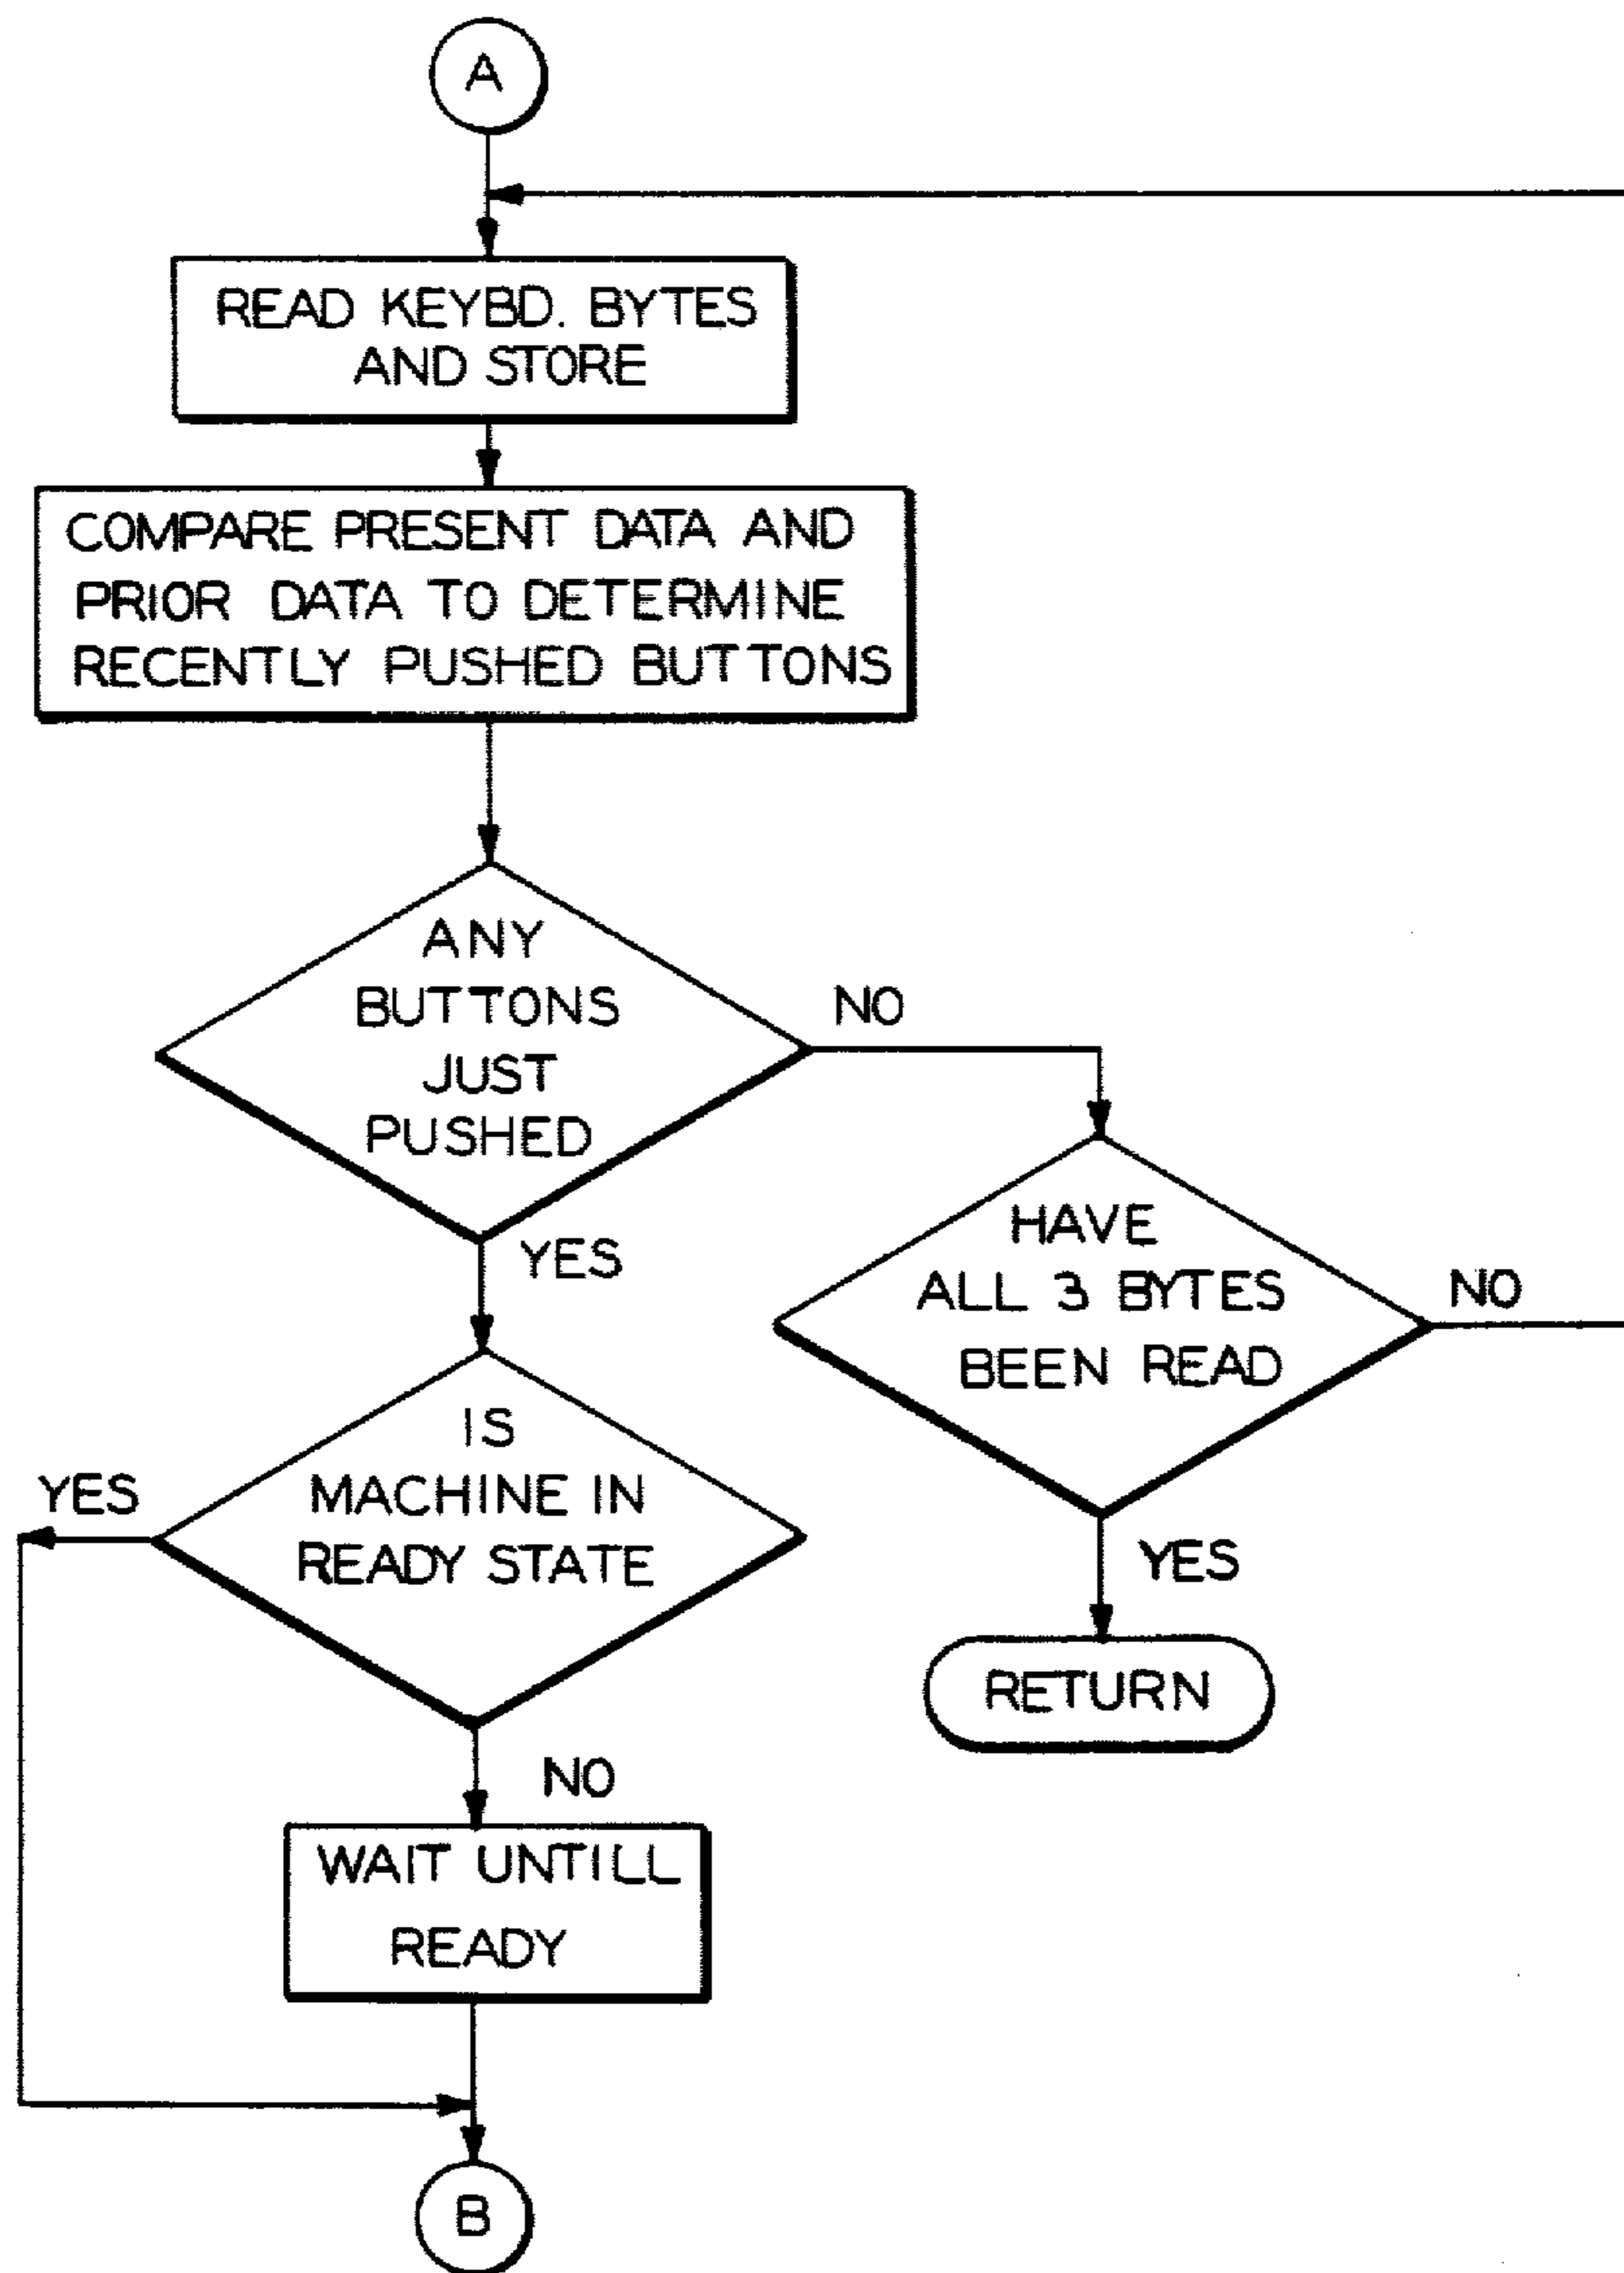 A
READ KEYBD. BYTES
AND STORE
COMPARE PRESENT DATA AND
PRIOR DATA TO DETERMINE
RECENTLY PUSHED BUTTONS
ANY
BUTTONS
JUST
PUSHED
NO
YES
HAVE
ALL 3 BYTES
BEEN READ
NO
YES
RETURN
IS
MACHINE IN
READY STATE
YES
NO
WAIT UNTILL
READY
B